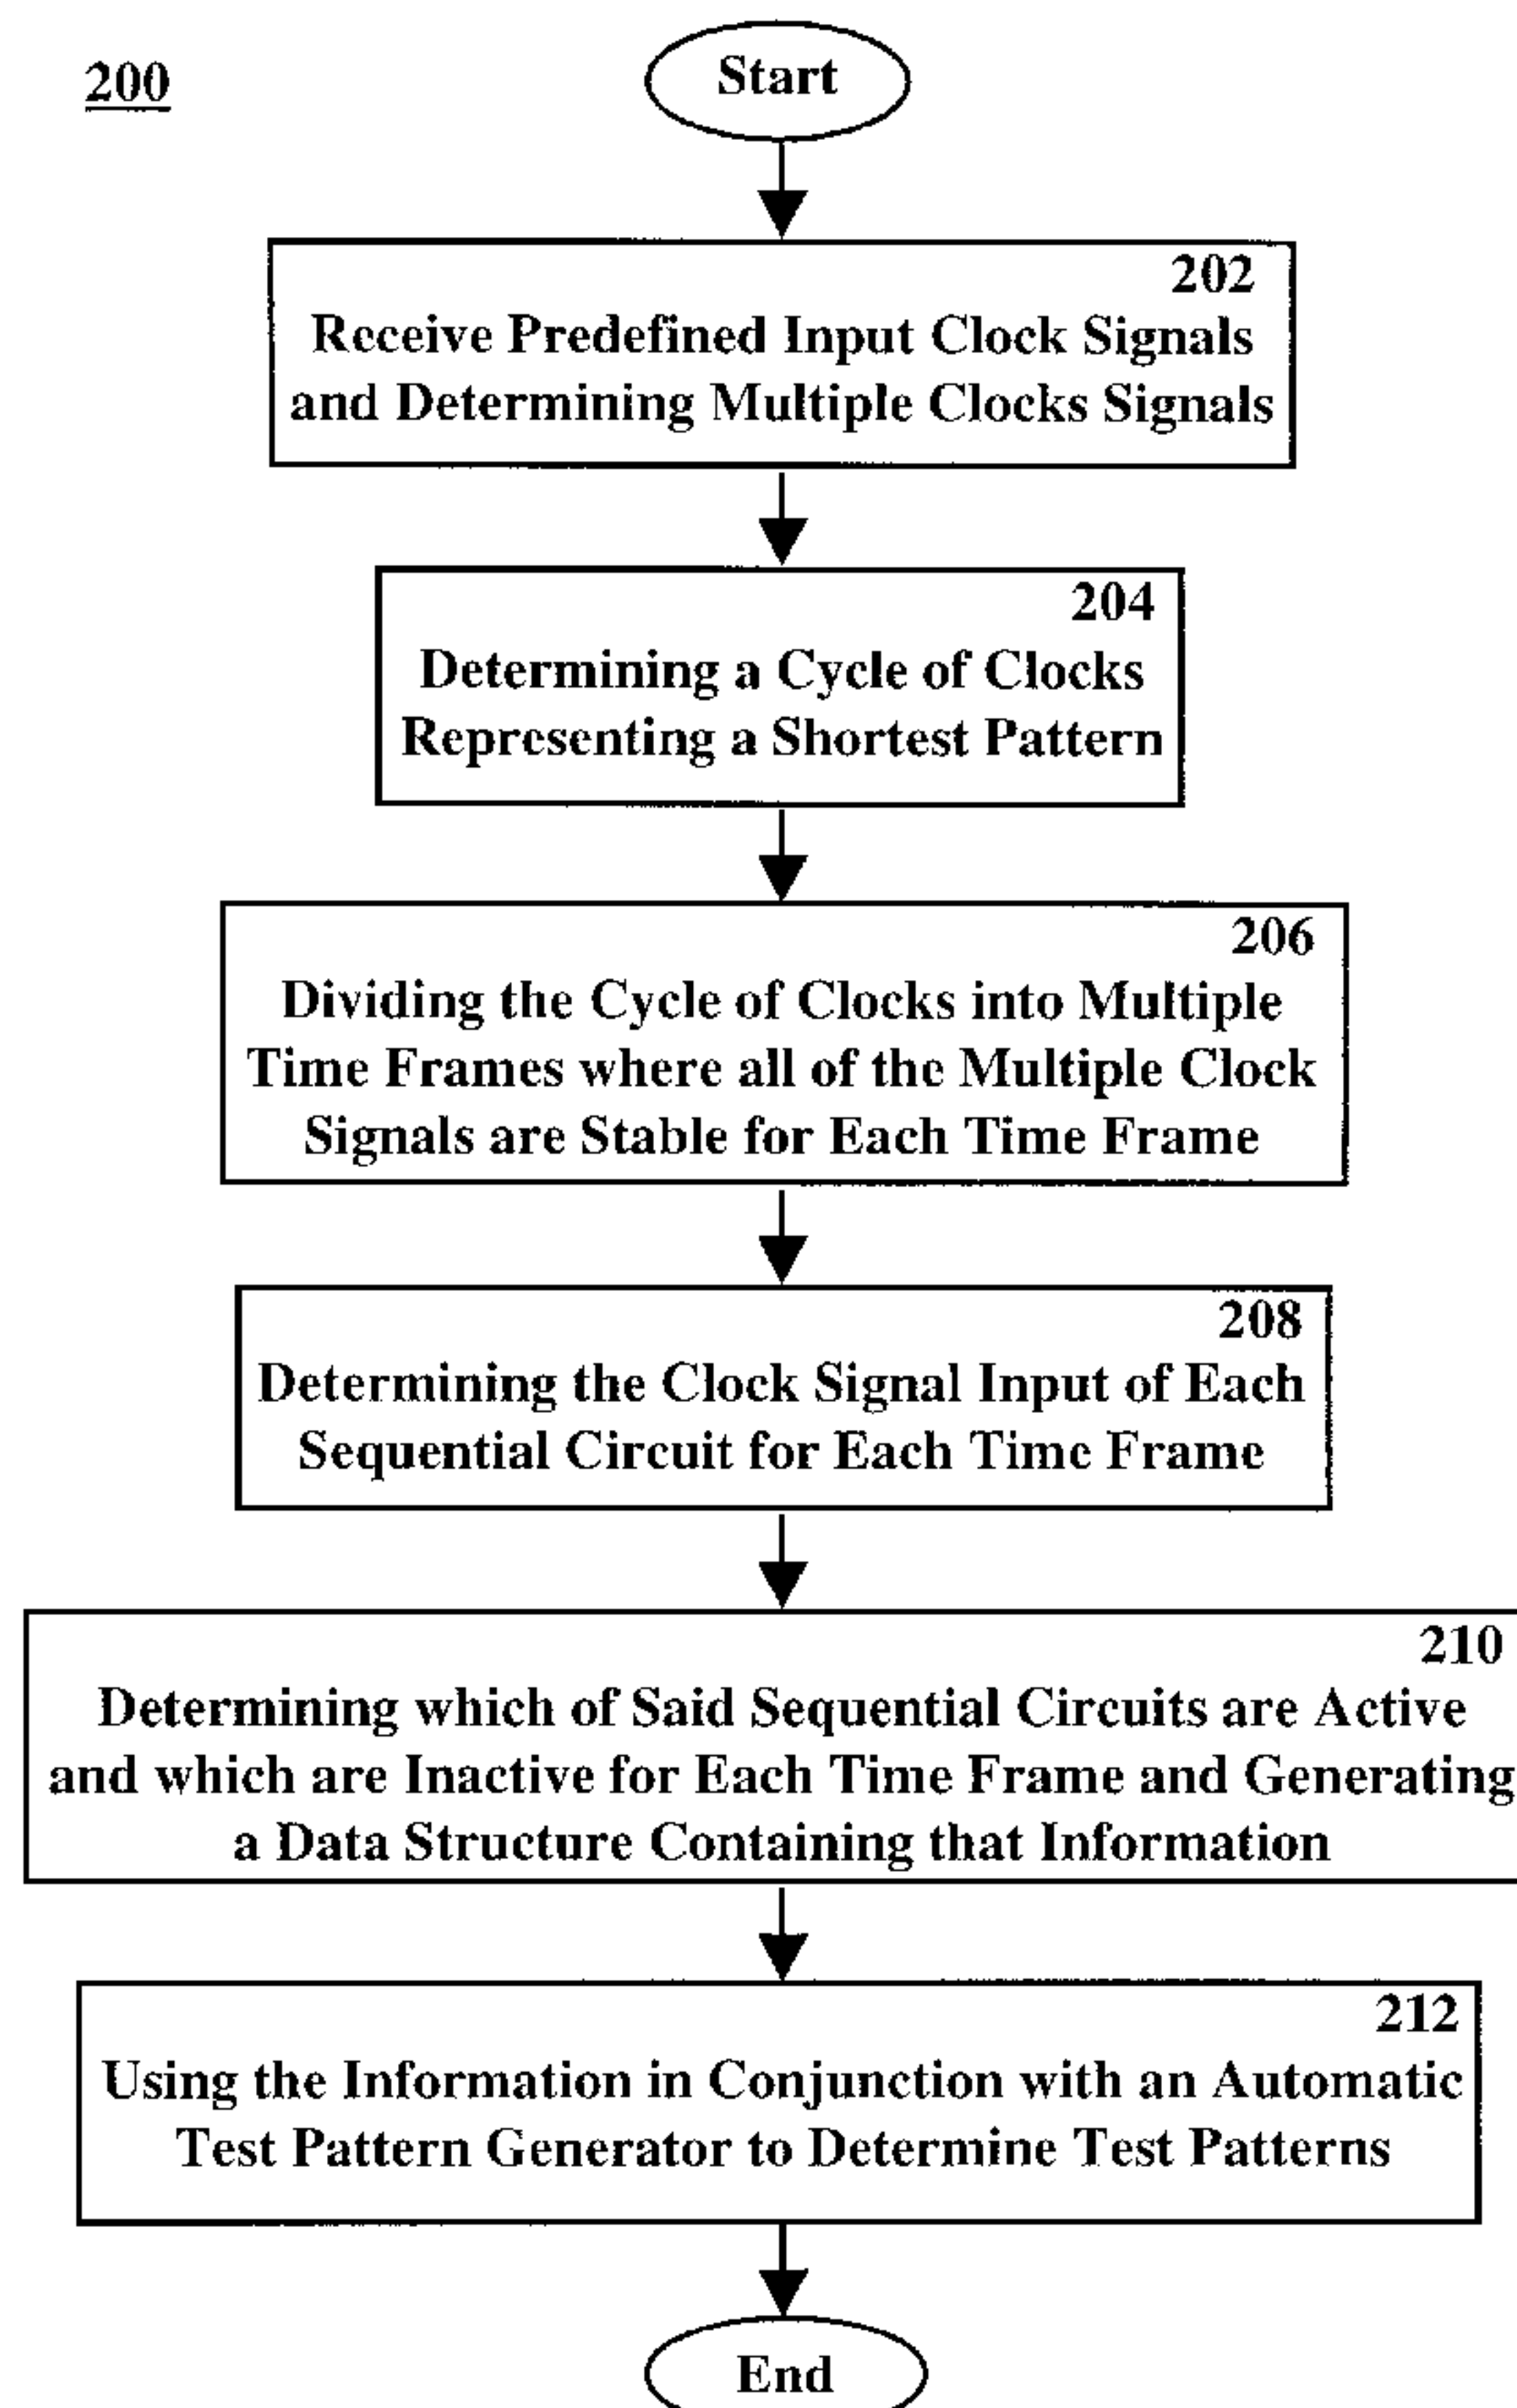 200
Start
202
Receive Predefined Input Clock Signals
and Determining Multiple Clocks Signals
204
Determining a Cycle of Clocks
Representing a Shortest Pattern
206
Dividing the Cycle of Clocks into Multiple
Time Frames where all of the Multiple Clock
Signals are Stable for Each Time Frame
208
Determining the Clock Signal Input of Each
Sequential Circuit for Each Time Frame
210
Determining which of Said Sequential Circuits are Active
and which are Inactive for Each Time Frame and Generating
a Data Structure Containing that Information
212
Using the Information in Conjunction with an Automatic
Test Pattern Generator to Determine Test Patterns
End